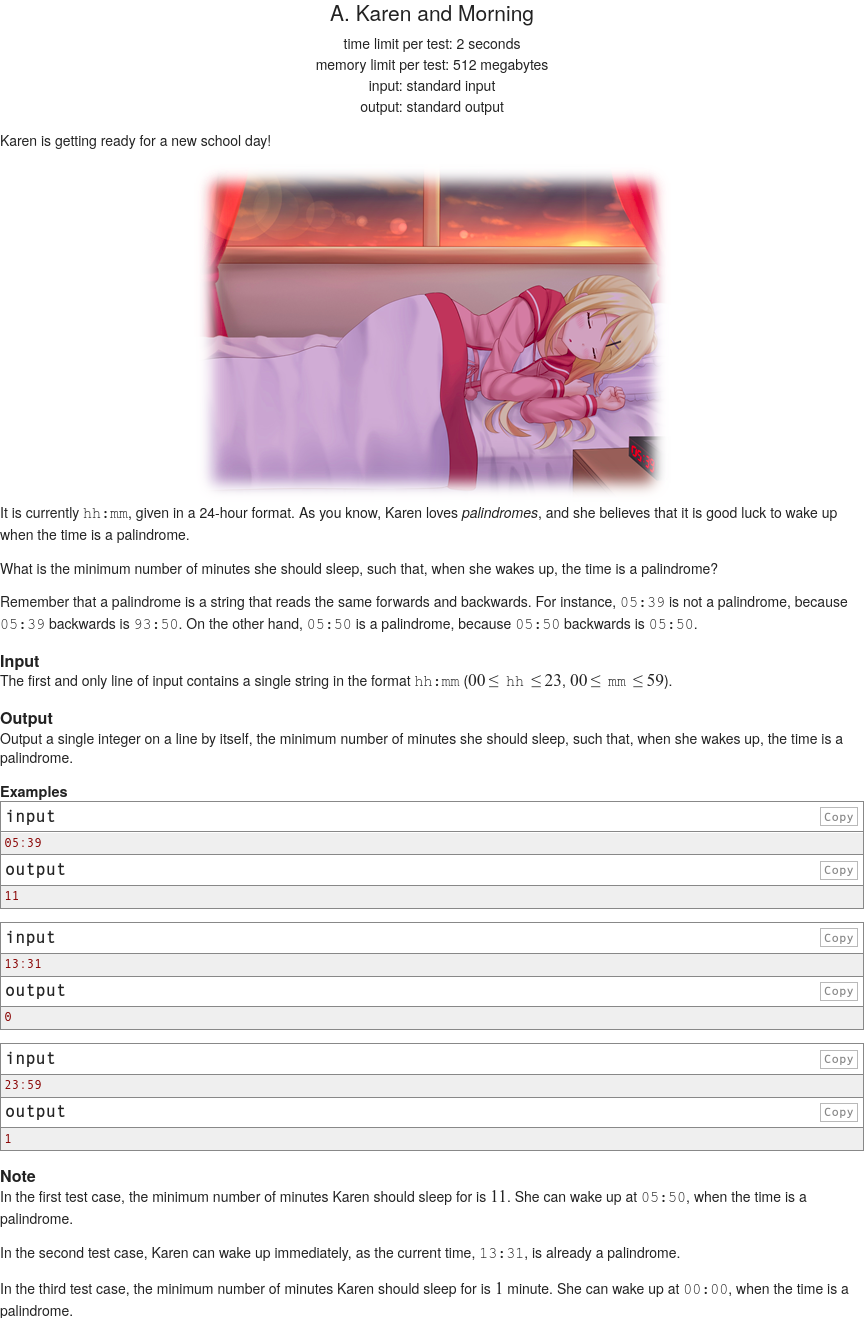 A. Karen and Morning
time limit per test: 2 seconds
memory limit per test: 512 megabytes
input: standard input
output: standard output
Karen is getting ready for a new school day!
It is currently hh:mm, given in a 24-hour format. As you know, Karen loves palindromes, and she believes that it is good luck to wake up
when the time is a palindrome.
What is the minimum number of minutes she should sleep, such that, when she wakes up, the time is a palindrome?
Remember that a palindrome is a string that reads the same forwards and backwards. For instance, 05:39 is not a palindrome, because
05:39 backwards is 93:50. On the other hand, 05:50 is a palindrome, because 05:50 backwards is 05:50.
Input
The first and only line of input contains a single string in the format hh:mm (00 ≤ hh ≤ 23, 00 ≤ mm ≤ 59).
Output
Output a single integer on a line by itself, the minimum number of minutes she should sleep, such that, when she wakes up, the time is a
palindrome.
Examples
input Copy
05:39
output Copy
11
input Copy
13:31
output Copy
0
input Copy
23:59
output Copy
1
Note
In the first test case, the minimum number of minutes Karen should sleep for is 11. She can wake up at 05:50, when the time is a
palindrome.
In the second test case, Karen can wake up immediately, as the current time, 13:31, is already a palindrome.
In the third test case, the minimum number of minutes Karen should sleep for is 1 minute. She can wake up at 00:00, when the time is a
palindrome.